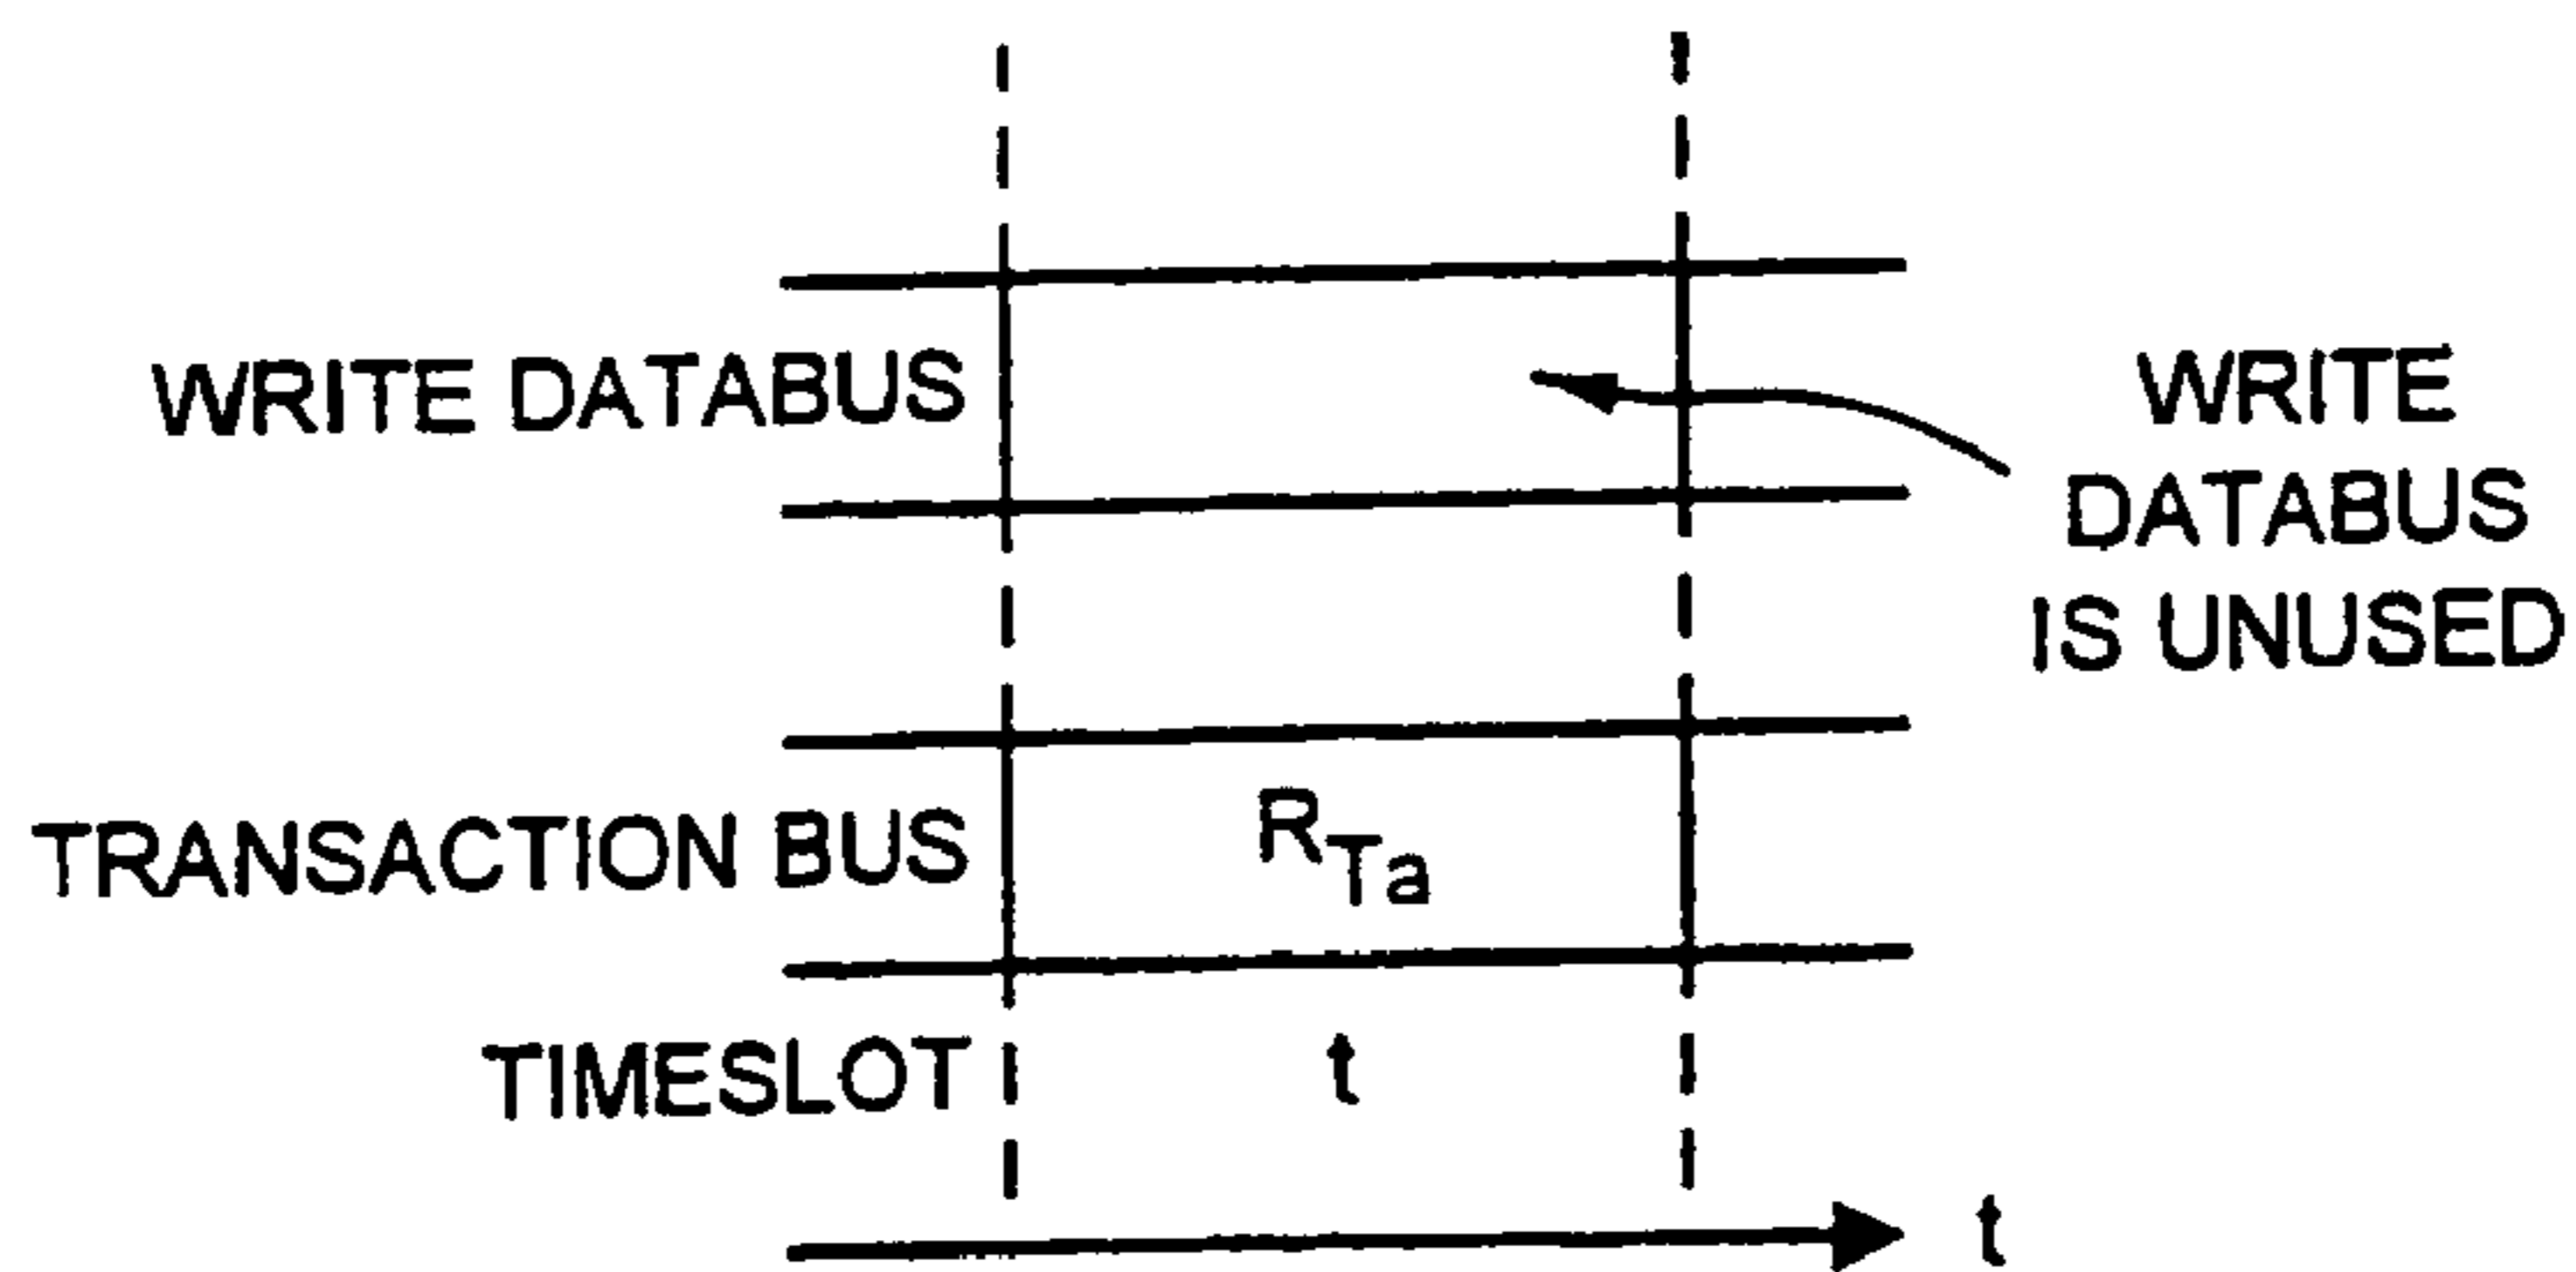 WRITE DATABUS
WRITE
DATABUS
IS UNUSED
TRANSACTION BUS
R_Ta
TIMESLOT
t
t